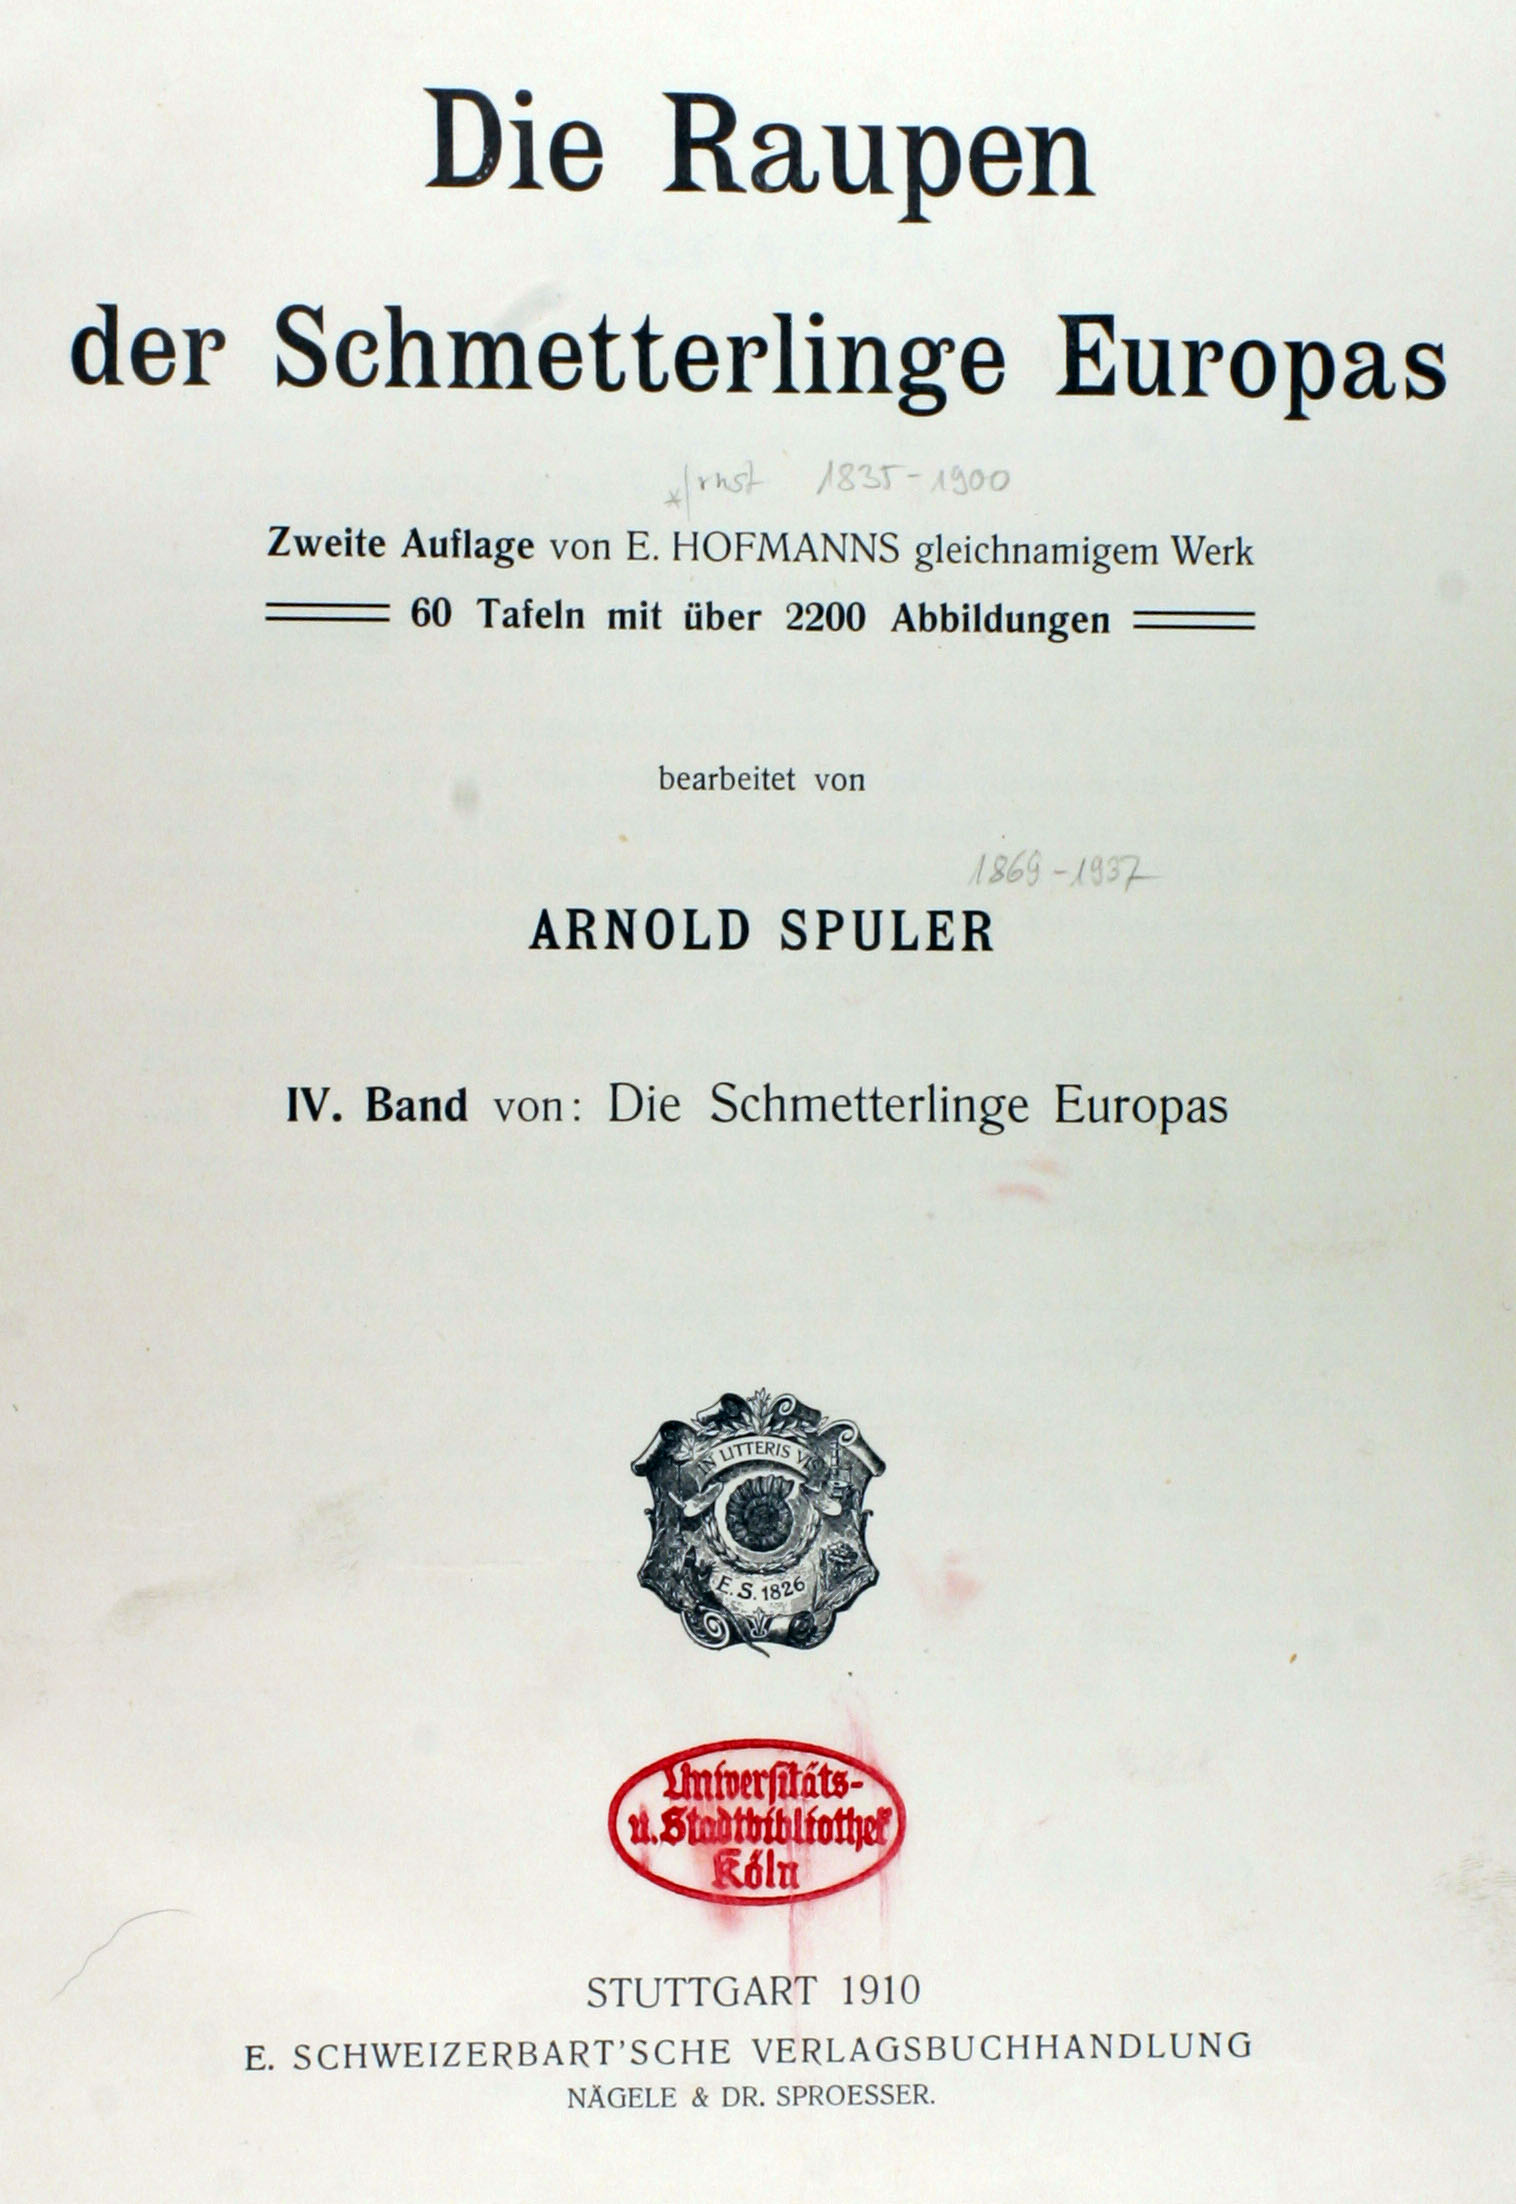 Die Raupen
der Schmetterlinge Europas
*/rnst 1835-1900
Zweite Auflage von E. HOFMANNS gleichnamigem Werk
60 Tafeln mit über 2200 Abbildungen
bearbeitet von
1869-1937
ARNOLD SPULER
IV. Band von: Die Schmetterlinge Europas
IN LITTERIS VIS
E. S. 1826
Universitäts-
u. Stadtbibliothek
Köln
STUTTGART 1910
E. SCHWEIZERBART'SCHE VERLAGSBUCHHANDLUNG
NÄGELE & DR. SPROESSER.